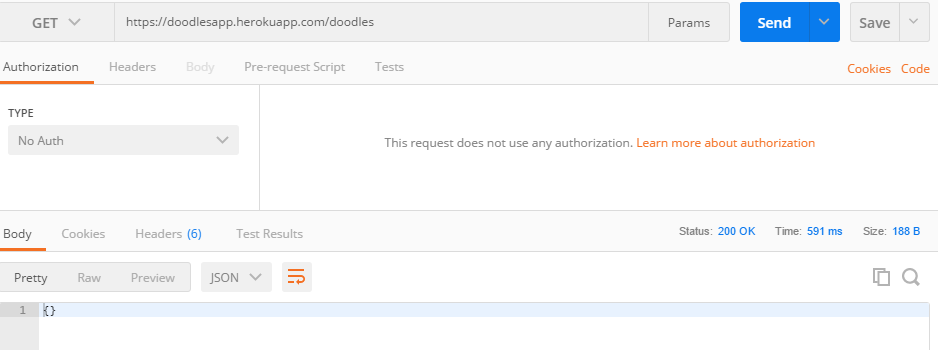 GET https://doodlesapp.herokuapp.com/doodles Params Send Save
Authorization Headers Body Pre-request Script Tests Cookies Code
TYPE
No Auth
This request does not use any authorization. Learn more about authorization
Body Cookies Headers (6) Test Results Status: 200 OK Time: 591 ms Size: 188 B
Pretty Raw Preview JSON
1 {}